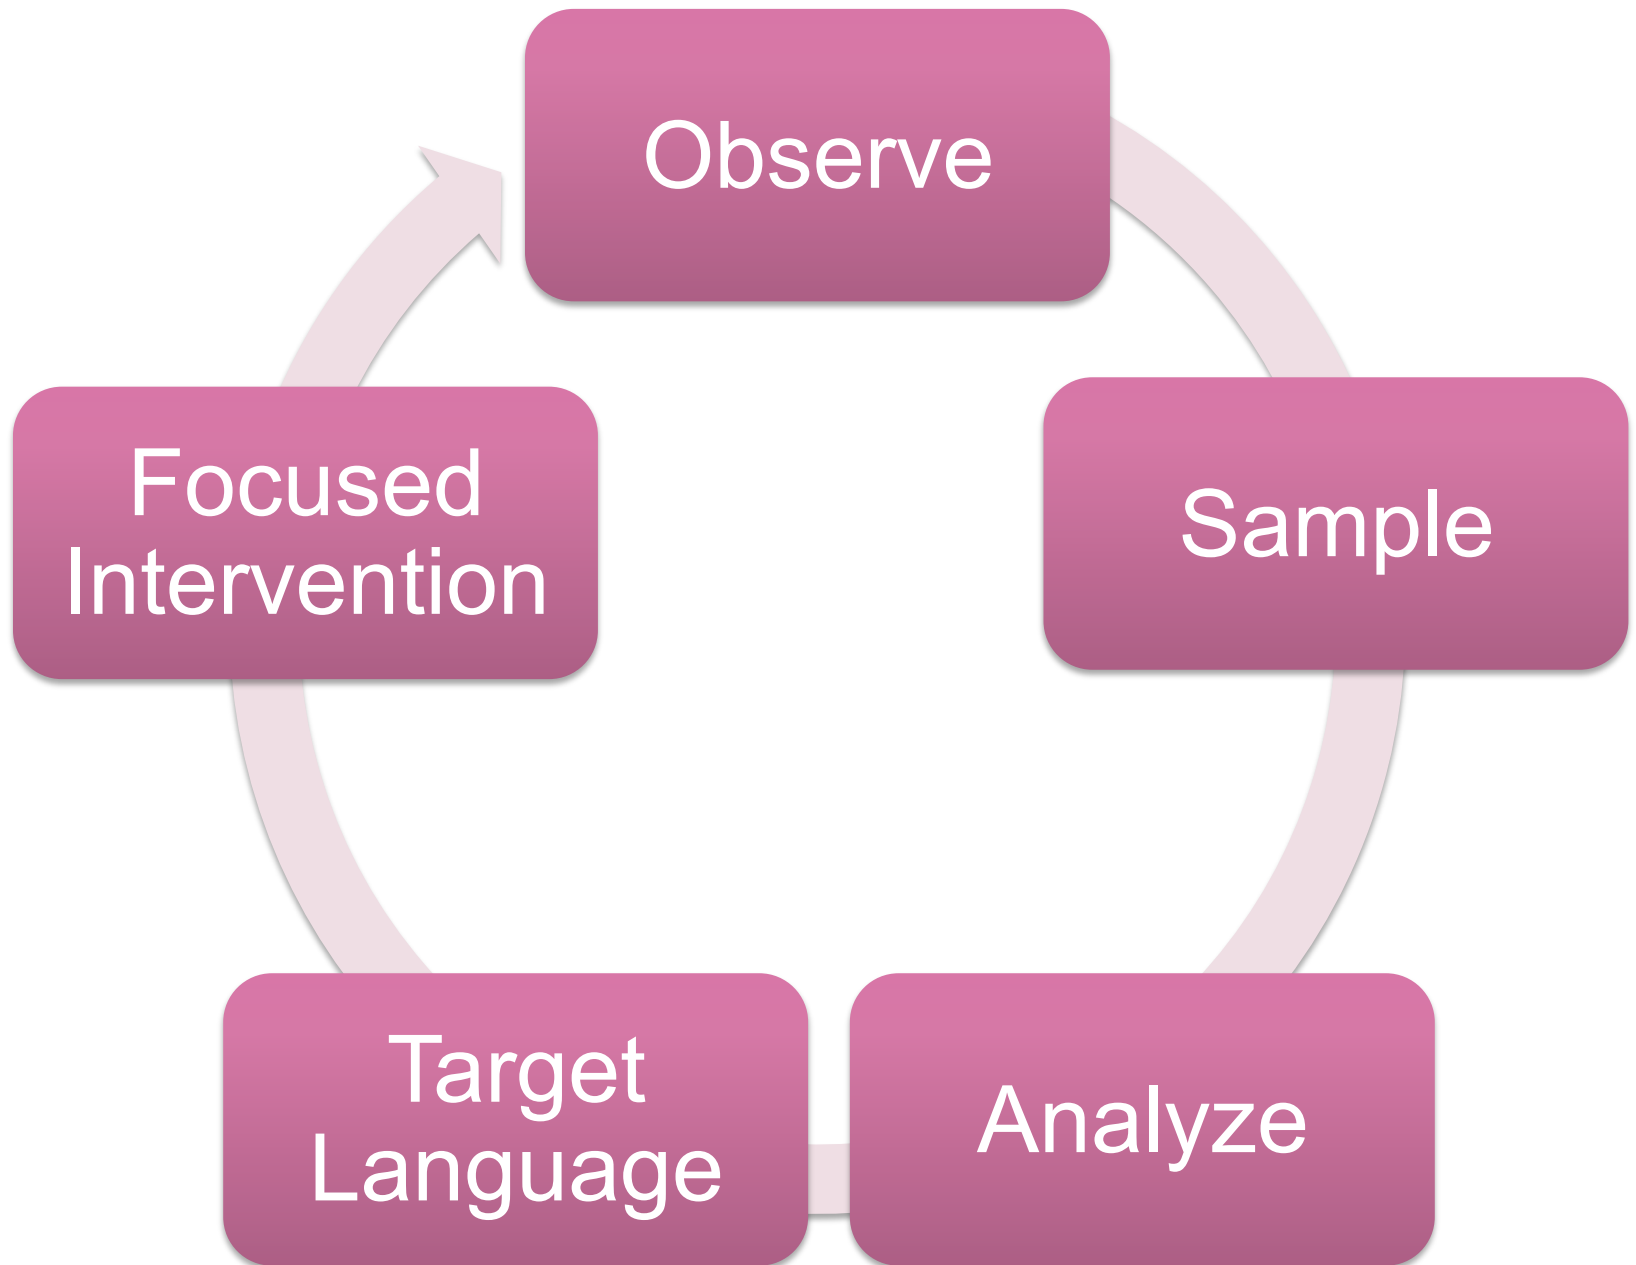 Observe
Sample
Analyze
Target
Language
Focused
Intervention